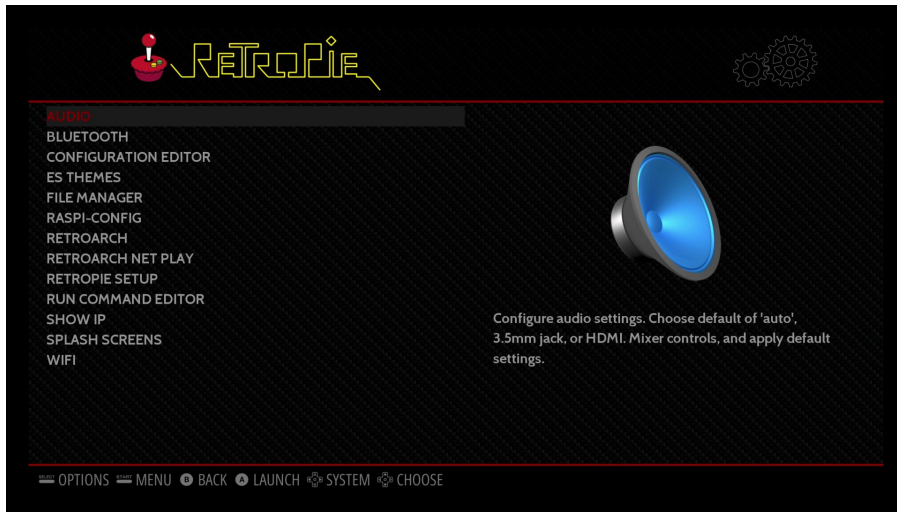 RETROPIE
AUDIO
BLUETOOTH
CONFIGURATION EDITOR
ES THEMES
FILE MANAGER
RASPI-CONFIG
RETROARCH
RETROARCH NET PLAY
RETROPIE SETUP
RUN COMMAND EDITOR
SHOW IP
SPLASH SCREENS
WIFI
Configure audio settings. Choose default of 'auto',
3.5mm jack, or HDMI. Mixer controls, and apply default
settings.
SELECT OPTIONS START MENU B BACK A LAUNCH SYSTEM CHOOSE